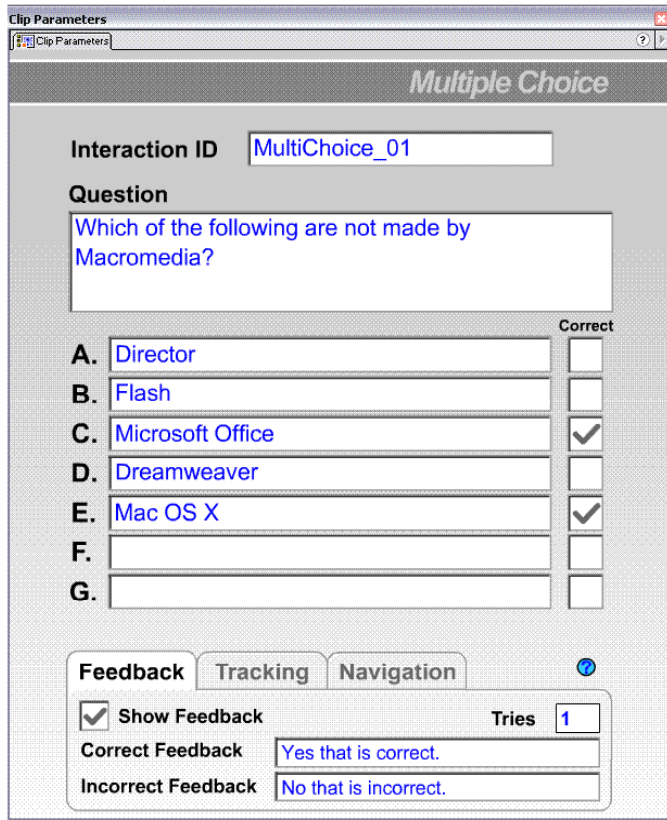 Clip Parameters
Clip Parameters
?
Multiple Choice
Interaction ID MultiChoice_01
Question
Which of the following are not made by
Macromedia?
Correct
A. Director
B. Flash
C. Microsoft Office
D. Dreamweaver
E. Mac OS X
F.
G.
Feedback Tracking Navigation ?
Show Feedback Tries 1
Correct Feedback Yes that is correct.
Incorrect Feedback No that is incorrect.